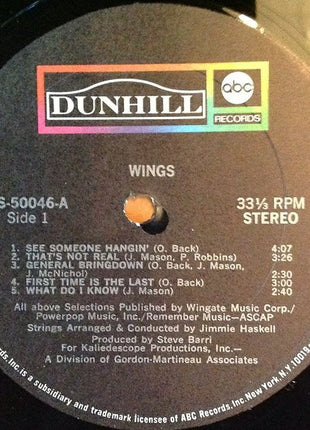 DUNHILL
abc
RECORDS
WINGS
S-50046-A
Side 1
33⅓ RPM
STEREO
1. SEE SOMEONE HANGIN' (O. Back) 4:07
2. THAT'S NOT REAL (J. Mason, P. Robbins) 3:26
3. GENERAL BRINGDOWN (O. Back, J. Mason,
J. McNichol) 2:30
4. FIRST TIME IS THE LAST (O. Back) 3:00
5. WHAT DO I KNOW (J. Mason) 2:40
All above Selections Published by Wingate Music Corp./
Powerpop Music, Inc./Remember Music—ASCAP
Strings Arranged & Conducted by Jimmie Haskell
Produced by Steve Barri
For Kaliedescope Productions, Inc.—
A Division of Gordon-Martineau Associates
Records, Inc. is a subsidiary and trademark licensee of ABC Records, Inc. New York, N.Y. 10019